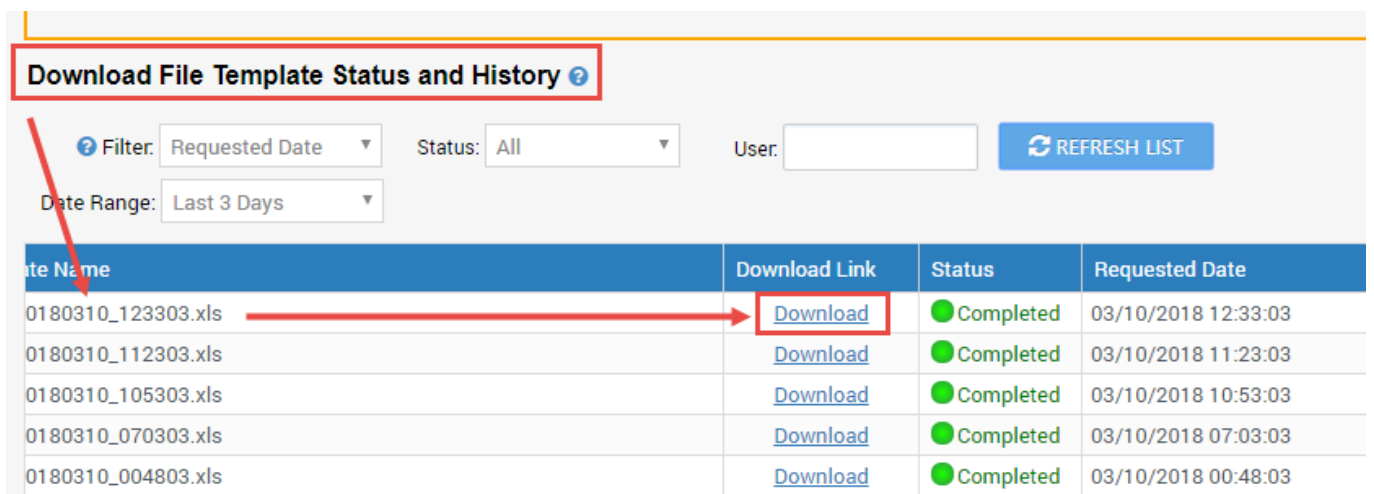 Download File Template Status and History
Filter: Requested Date Status: All User: REFRESH LIST
Date Range: Last 3 Days
Name Download Link Status Requested Date
0180310_123303.xls Download Completed 03/10/2018 12:33:03
0180310_112303.xls Download Completed 03/10/2018 11:23:03
0180310_105303.xls Download Completed 03/10/2018 10:53:03
0180310_070303.xls Download Completed 03/10/2018 07:03:03
0180310_004803.xls Download Completed 03/10/2018 00:48:03